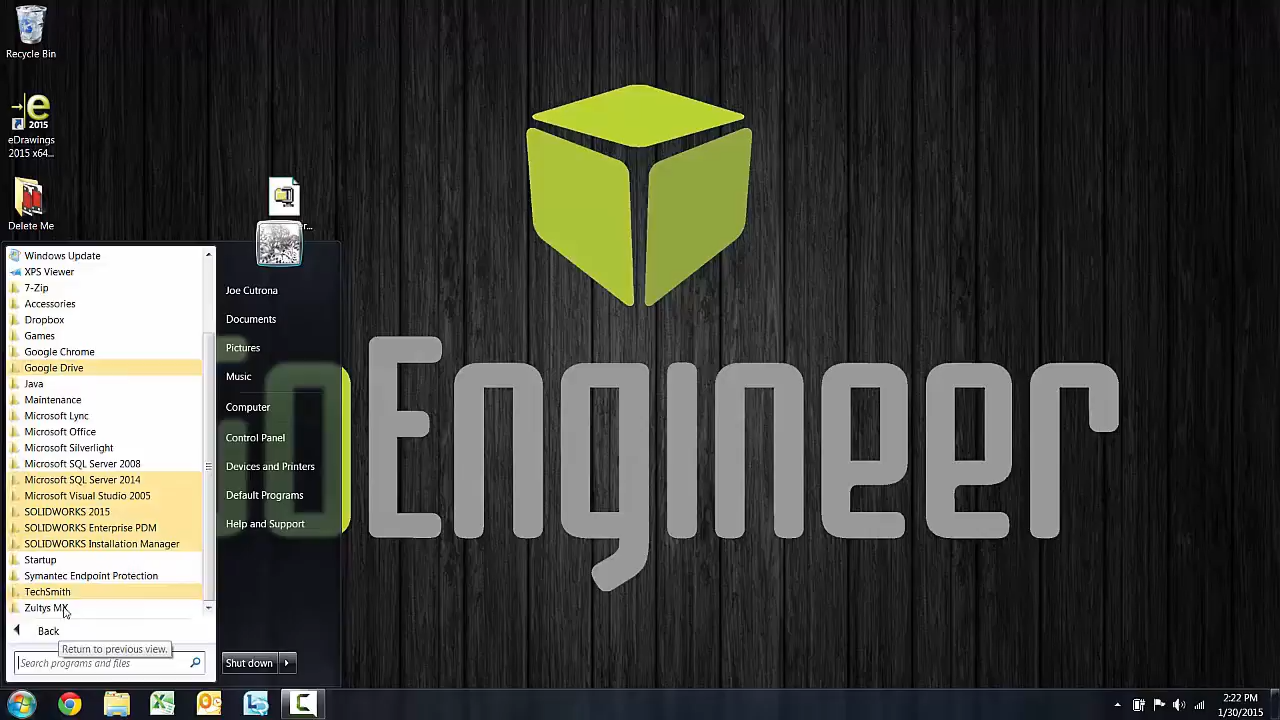 Recycle Bin
e
2015
eDrawings
2015 x64...
Delete Me
r...
Windows Update
XPS Viewer
7-Zip
Accessories
Dropbox
Games
Google Chrome
Google Drive
Java
Maintenance
Microsoft Lync
Microsoft Office
Microsoft Silverlight
Microsoft SQL Server 2008
Microsoft SQL Server 2014
Microsoft Visual Studio 2005
SOLIDWORKS 2015
SOLIDWORKS Enterprise PDM
SOLIDWORKS Installation Manager
Startup
Symantec Endpoint Protection
TechSmith
Zultys MX
Back
Return to previous view.
Search programs and files
Joe Cutrona
Documents
Pictures
Music
Computer
Control Panel
Devices and Printers
Default Programs
Help and Support
Shut down
Engineer
2:22 PM
1/30/2015